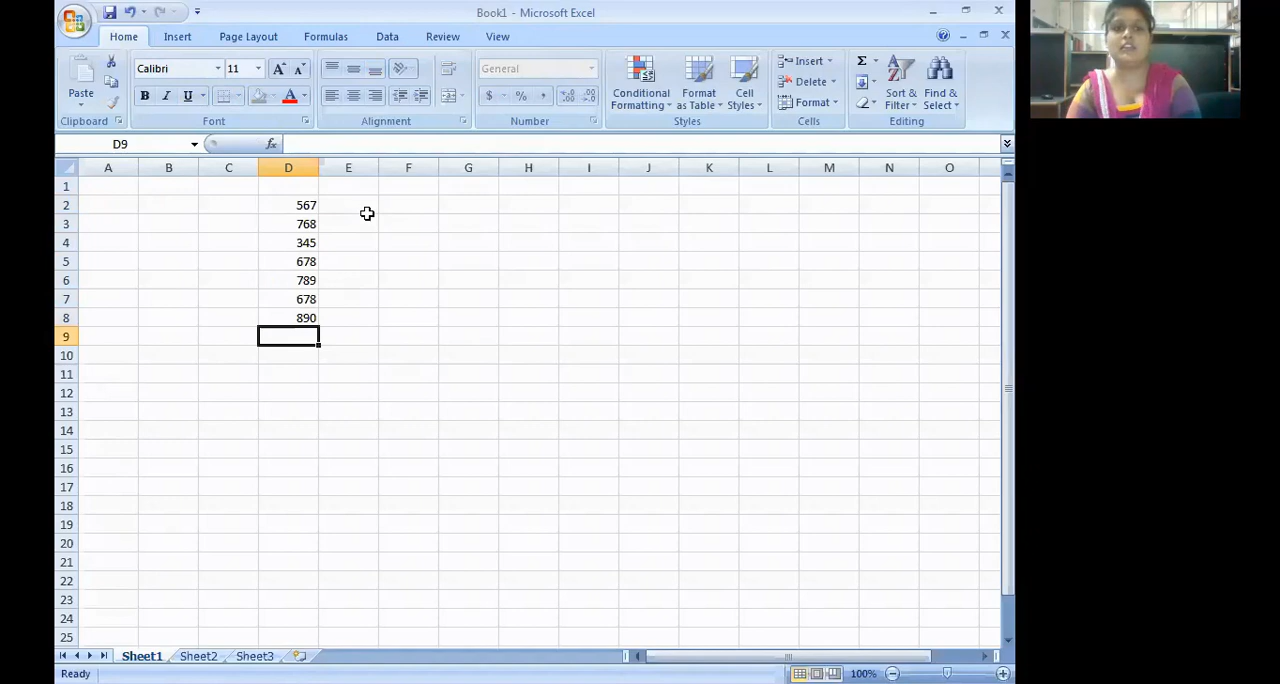 Book1 - Microsoft Excel
Home Insert Page Layout Formulas Data Review View
Paste
Calibri 11 A A
B I U A
General
$ % ,
Conditional Formatting
Format as Table
Cell Styles
Insert
Delete
Format
Σ
Sort & Filter
Find & Select
Clipboard Font Alignment Number Styles Cells Editing
D9 fx
A B C D E F G H I J K L M N O
1
2 567
3 768
4 345
5 678
6 789
7 678
8 890
9
10
11
12
13
14
15
16
17
18
19
20
21
22
23
24
25
Sheet1 Sheet2 Sheet3
Ready 100%